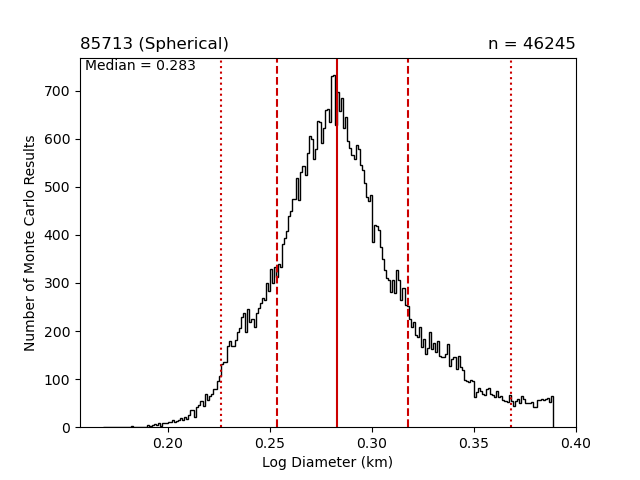 85713 (Spherical)
n = 46245
Median = 0.283
Number of Monte Carlo Results
700
600
500
400
300
200
100
0
0.20
0.25
0.30
0.35
0.40
Log Diameter (km)